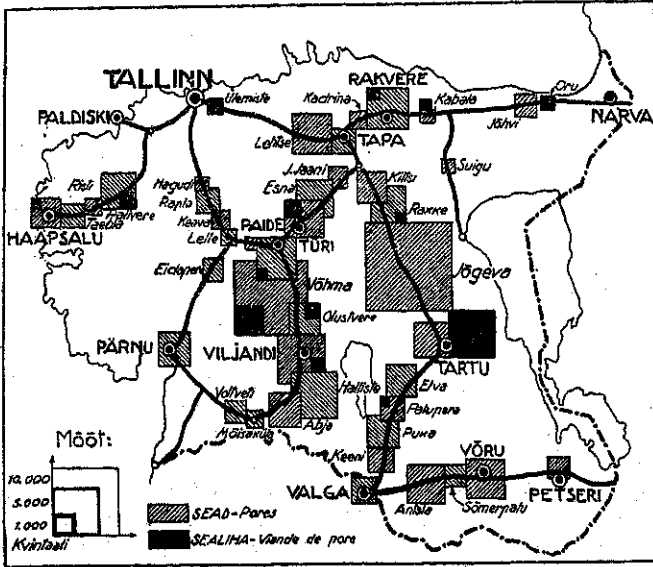 RAKVERE
TALLINN
Ülemiste
Kadrina
Kabala
Oru
PALDISKI
Lehtse
TAPA
Jõhvi
NARVA
J.Jaani
Suigu
Risti
Hagudi
Esna
Kiltsi
Rapla
Rakke
Taebla
Palivere
Keava
PAIDE
HAAPSALU
Lelle
TÜRI
Jõgeva
Eidapere
Võhma
Olustvere
PÄRNU
VILJANDI
TARTU
Halliste
Elva
Voltveti
Palupera
Abja
Puka
Mõisaküla
Keeni
Mõõt:
VÕRU
10.000
VALGA
PETSERI
5.000
Antsla
Sõmerpalu
SEAD-Porcs
1.000
SEALIHA-Viande de porc
Kvintaali